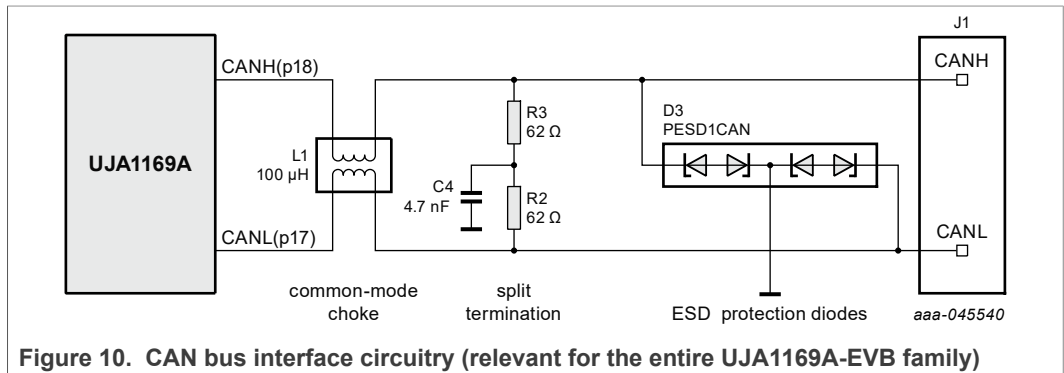 J1
CANH(p18)
CANH
R3
62 Ω
D3
PESD1CAN
UJA1169A
L1
100 µH
C4
4.7 nF
R2
62 Ω
CANL(p17)
CANL
common-mode
choke
split
termination
ESD protection diodes
aaa-045540
Figure 10. CAN bus interface circuitry (relevant for the entire UJA1169A-EVB family)